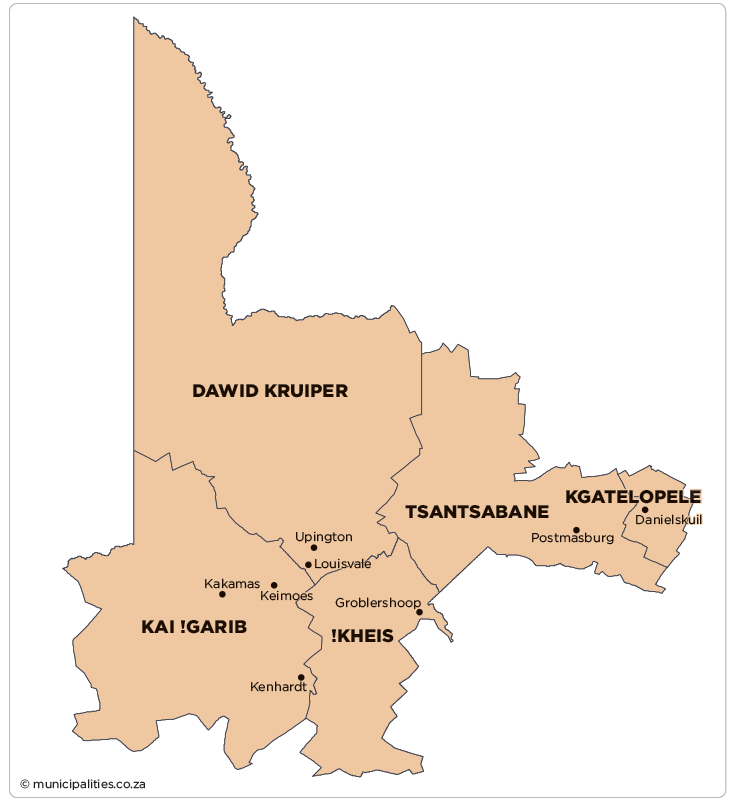 DAWID KRUIPER
KGATELOPELE
TSANTSABANE
Danielskuil
Upington
Postmasburg
Louisvale
Kakamas
Keimoes
Groblershoop
KAI !GARIB
!KHEIS
Kenhardt
© municipalities.co.za